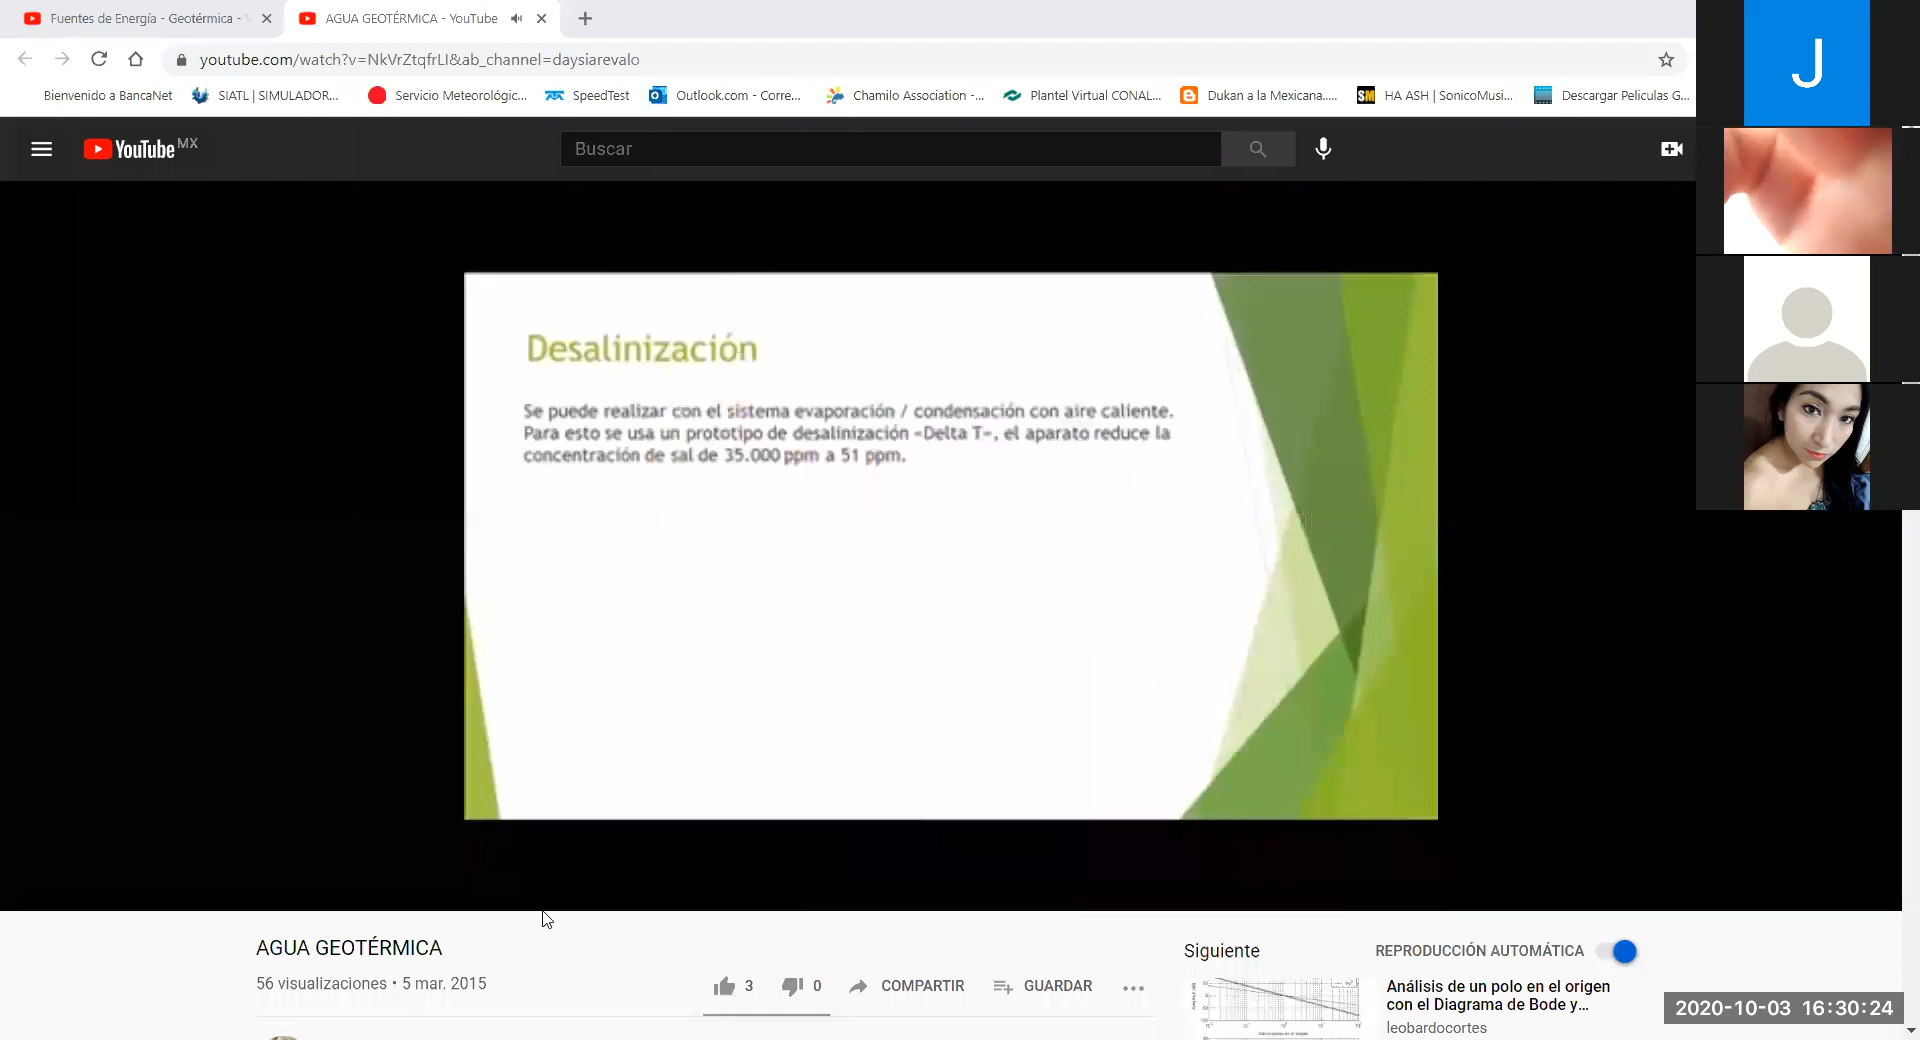 Fuentes de Energía - Geotérmica -
AGUA GEOTÉRMICA - YouTube
youtube.com/watch?v=NkVrZtqfrLI&ab_channel=daysiarevalo
Bienvenido a BancaNet
SIATL | SIMULADOR...
Servicio Meteorológic...
SpeedTest
Outlook.com - Corre...
Chamilo Association -...
Plantel Virtual CONAL...
Dukan a la Mexicana.....
SM
HA ASH | SonicoMusi...
Descargar Peliculas G...
J
YouTube MX
Buscar
Desalinización
Se puede realizar con el sistema evaporación / condensación con aire caliente.
Para esto se usa un prototipo de desalinización «Delta T», el aparato reduce la
concentración de sal de 35.000 ppm a 51 ppm.
AGUA GEOTÉRMICA
56 visualizaciones • 5 mar. 2015
3
0
COMPARTIR
GUARDAR
Siguiente
REPRODUCCIÓN AUTOMÁTICA
Análisis de un polo en el origen
con el Diagrama de Bode y...
leobardocortes
2020-10-03 16:30:24